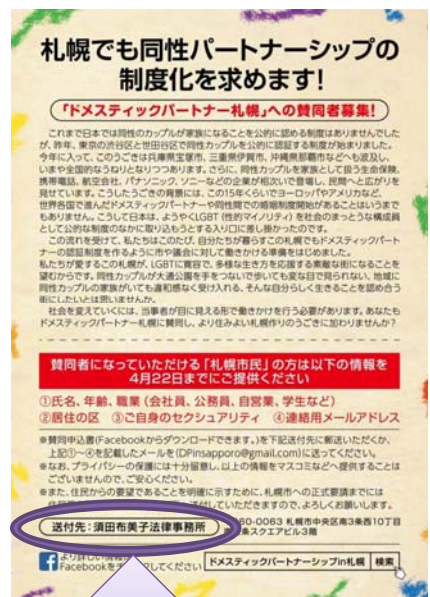 札幌でも同性パートナーシップの
制度化を求めます!
「ドメスティックパートナー札幌」への賛同者募集!
これまで日本では同性のカップルが家族になることを公的に認める制度はありませんでした
が、昨年、東京の渋谷区と世田谷区で同性カップルを公的に認証する制度が始まりました。
今年に入って、このうごきは兵庫県宝塚市、三重県伊賀市、沖縄県那覇市などへも波及し、
いまや全国的なうねりとなりつつあります。さらに、同性カップルを家族として扱う生命保険、
携帯電話、航空会社、パナソニック、ソニーなどの企業が相次いで登場し、民間へと広がりを
見せています。こうしたうごきの背景には、この15年くらいでヨーロッパやアメリカなど、
世界各国で進んだドメスティックパートナーや同性間での婚姻制度開始があることはいうまで
もありません。こうして日本は、ようやくLGBT(性的マイノリティ)を社会のまっとうな構成員
として公的な制度のなかに取り込もうとする入り口に差し掛かったのです。
この流れを受けて、私たちはこのたび、自分たちが暮らすこの札幌でもドメスティックパートナ
ーの認証制度を作るように市や議会に対して働きかける準備をはじめました。
私たちが愛するこの札幌が、LGBTに寛容で、多様な生き方を応援する素敵な街になることを
望むからです。同性カップルが大通公園を手をつないで歩いても変な目で見られない、地域に
同性カップルの家族がいても違和感なく受け入れる、そんな自分らしく生きることを認め合う
街にしたいとは思いませんか。
社会を変えていくには、当事者が目に見える形で働きかけを行う必要があります。あなたも
ドメスティックパートナー札幌に賛同し、より住みよい札幌作りのうごきに加わりませんか?
賛同者になっていただける「札幌市民」の方は以下の情報を
4月22日までにご提供ください
①氏名、年齢、職業(会社員、公務員、自営業、学生など)
②居住の区 ③ご自身のセクシュアリティ ④連絡用メールアドレス
※賛同申込書(Facebookからダウンロードできます。)を下記送付先に郵送いただくか、
上記①〜④を記載したメールを(DPinsapporo@gmail.com)に送ってください。
※なお、プライバシーの保護には十分留意し、以上の情報をマスコミなどへ提供することは
ございませんので、ご安心ください。
※また、住民からの要望であることを明確に示すために、札幌市への正式要請までには
していただきますので、よろしくお願いします。
送付先:須田布美子法律事務所
60-0063 札幌市中央区南3条西10丁目
条スクエアビル3階
より詳しい情報は
Facebookをチ クしてください
ドメスティックパートナーシップin札幌 検索